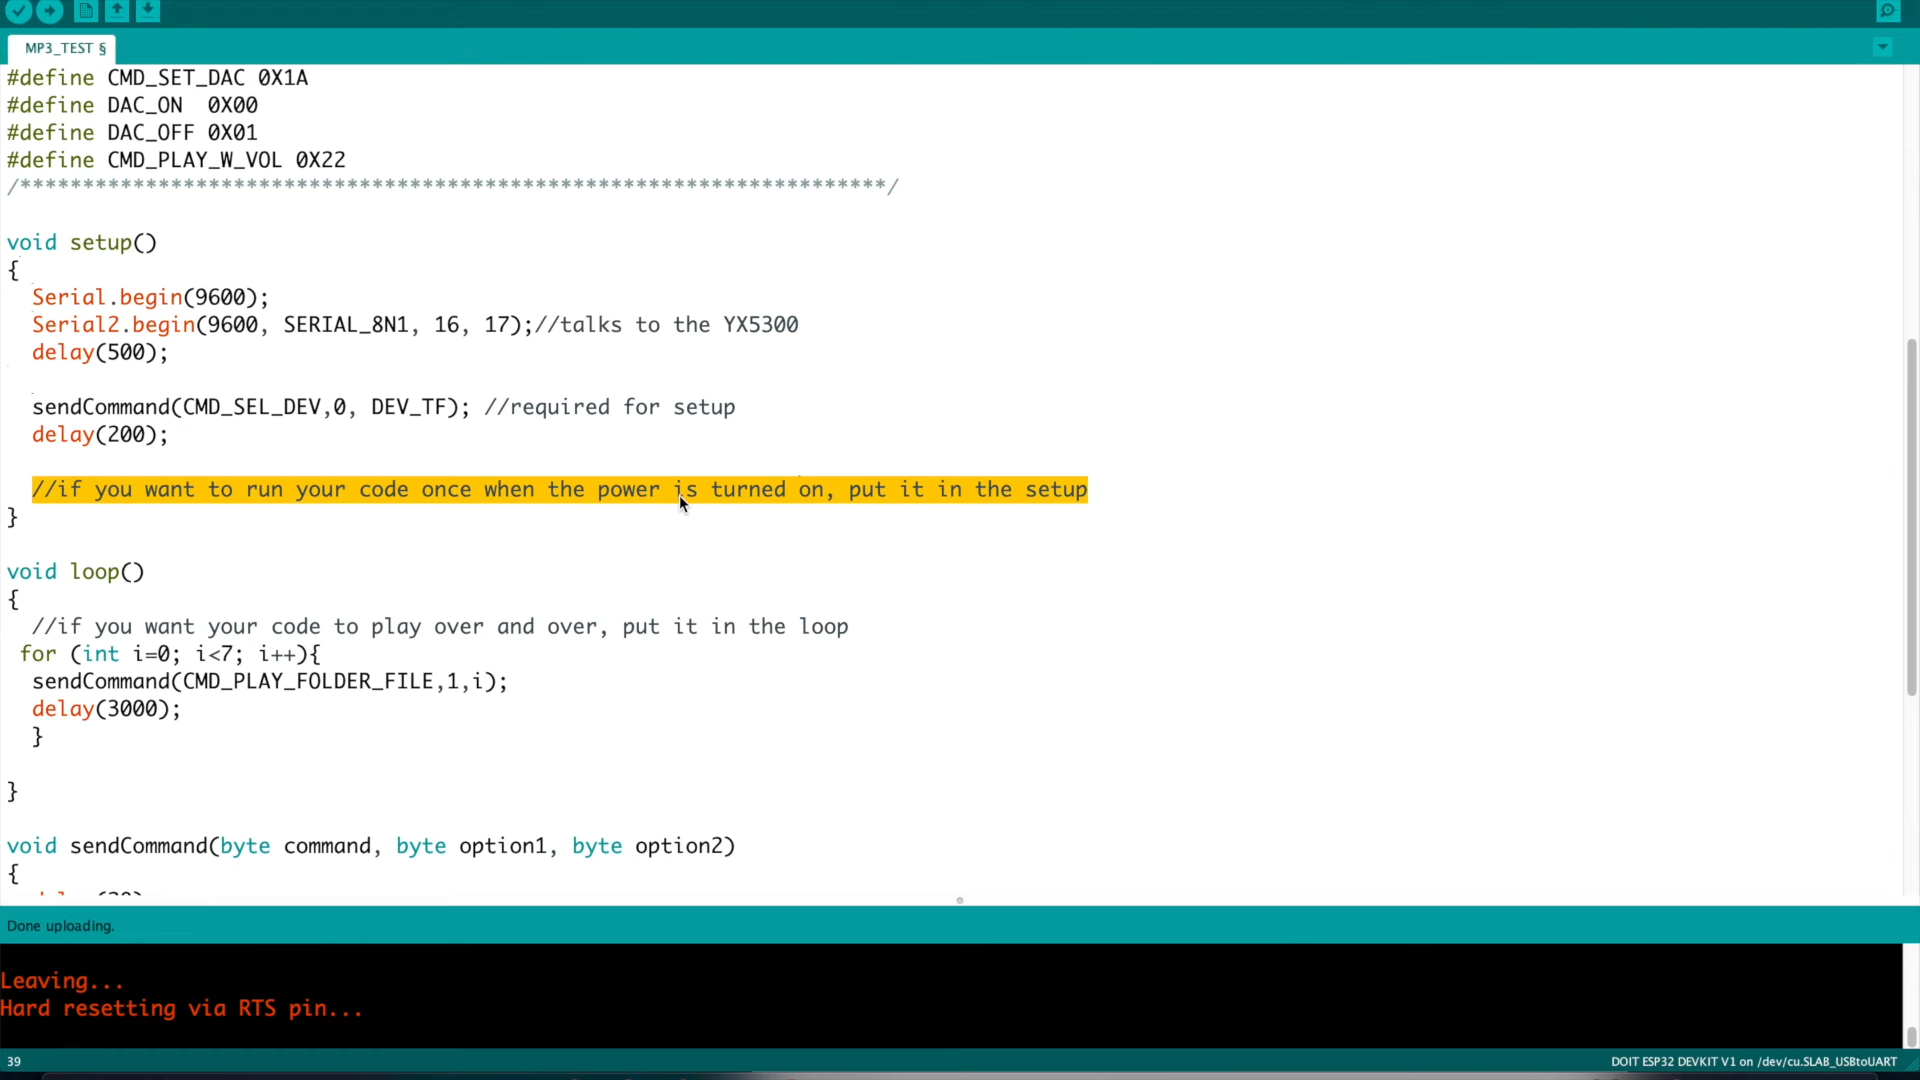 MP3_TEST §
#define CMD_SET_DAC 0X1A
#define DAC_ON  0X00
#define DAC_OFF 0X01
#define CMD_PLAY_W_VOL 0X22
/*********************************************************************/
void setup()
{
  Serial.begin(9600);
  Serial2.begin(9600, SERIAL_8N1, 16, 17);//talks to the YX5300
  delay(500);
  sendCommand(CMD_SEL_DEV,0, DEV_TF); //required for setup
  delay(200);
  //if you want to run your code once when the power is turned on, put it in the setup
}
void loop()
{
  //if you want your code to play over and over, put it in the loop
 for (int i=0; i<7; i++){
  sendCommand(CMD_PLAY_FOLDER_FILE,1,i);
  delay(3000);
  }
}
void sendCommand(byte command, byte option1, byte option2)
{
Done uploading.
Leaving...
Hard resetting via RTS pin...
39
DOIT ESP32 DEVKIT V1 on /dev/cu.SLAB_USBtoUART